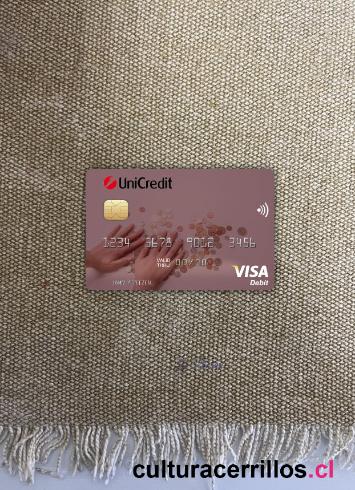 UniCredit
1234 5678 9012 3456
VALID
THRU
VISA
Debit
culturacerrillos.cl